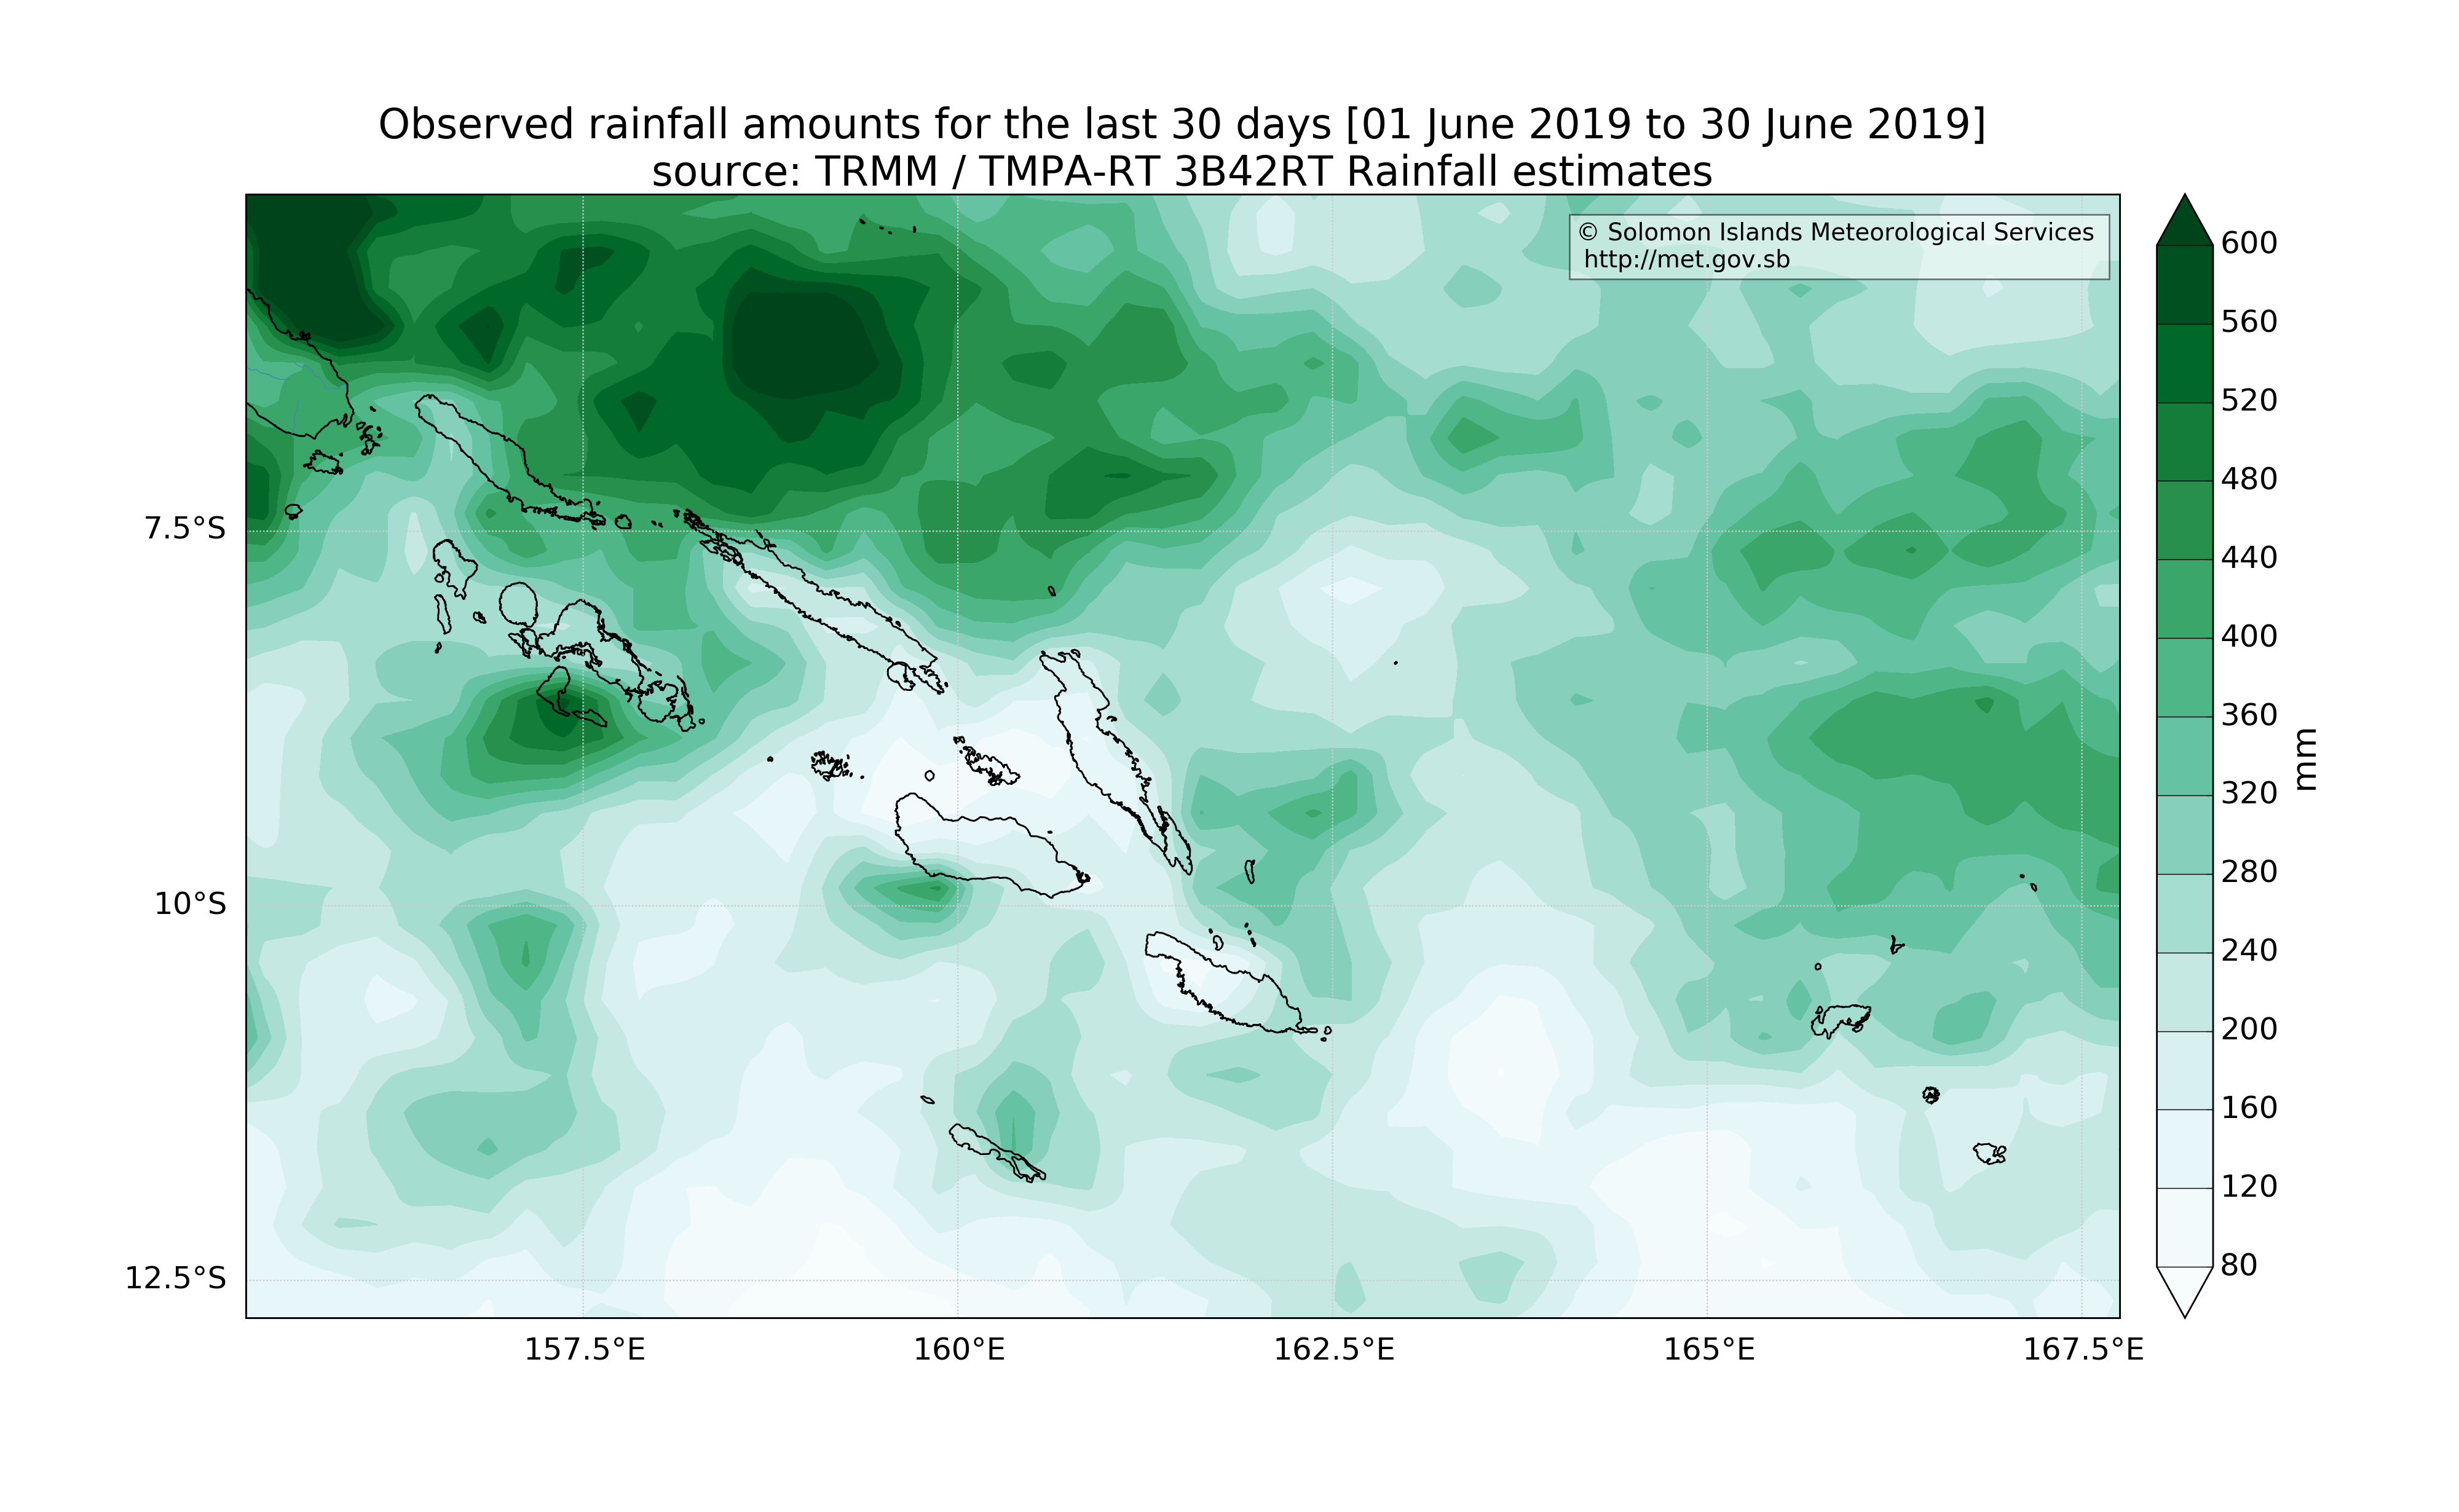 Observed rainfall amounts for the last 30 days [01 June 2019 to 30 June 2019]
source: TRMM / TMPA-RT 3B42RT Rainfall estimates
© Solomon Islands Meteorological Services
http://met.gov.sb
7.5°S
10°S
12.5°S
157.5°E
160°E
162.5°E
165°E
167.5°E
600
560
520
480
440
400
360
320
280
240
200
160
120
80
mm